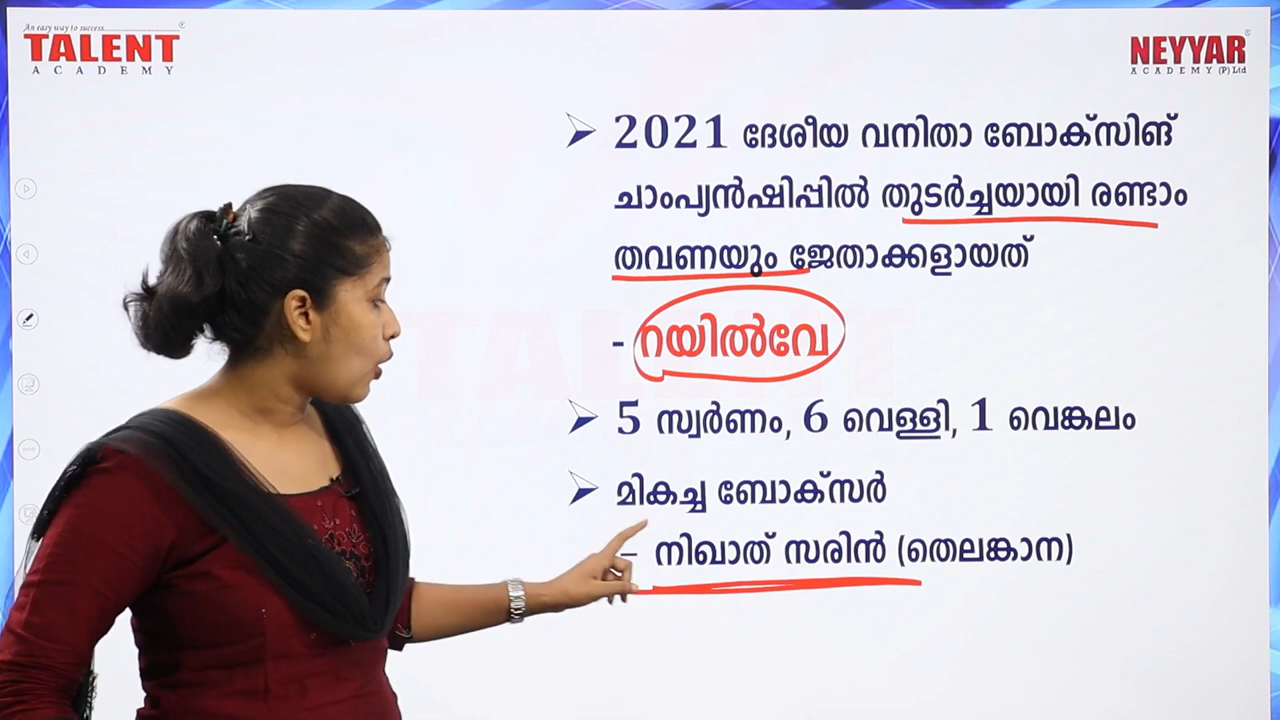 An easy way to success
TALENT
ACADEMY
NEYYAR
ACADEMY (P) Ltd
➢ 2021 ദേശീയ വനിതാ ബോക്സിങ്
ചാംപ്യൻഷിപ്പിൽ തുടർച്ചയായി രണ്ടാം
തവണയും ജേതാക്കളായത്
- റയിൽവേ
➢ 5 സ്വർണം, 6 വെള്ളി, 1 വെങ്കലം
➢ മികച്ച ബോക്സർ
- നിഖാത് സരിൻ (തെലങ്കാന)
TALENT